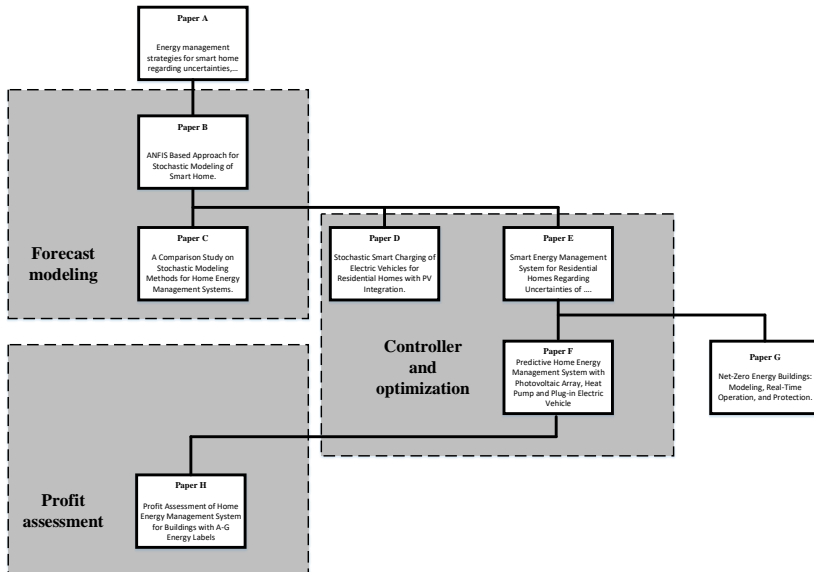 Paper A
Energy management
strategies for smart home
regarding uncertainties,...
Paper B
ANFIS Based Approach for
Stochastic Modeling of
Smart Home.
Forecast
modeling
Paper C
A Comparison Study on
Stochastic Modeling
Methods for Home Energy
Management Systems.
Paper D
Stochastic Smart Charging of
Electric Vehicles for
Residential Homes with PV
Integration.
Paper E
Smart Energy Management
System for Residential
Homes Regarding
Uncertainties of ....
Controller
and
optimization
Paper F
Predictive Home Energy
Management System with
Photovoltaic Array, Heat
Pump and Plug-in Electric
Vehicle
Paper G
Net-Zero Energy Buildings:
Modeling, Real-Time
Operation, and Protection.
Profit
assessment
Paper H
Profit Assessment of Home
Energy Management System
for Buildings with A-G
Energy Labels